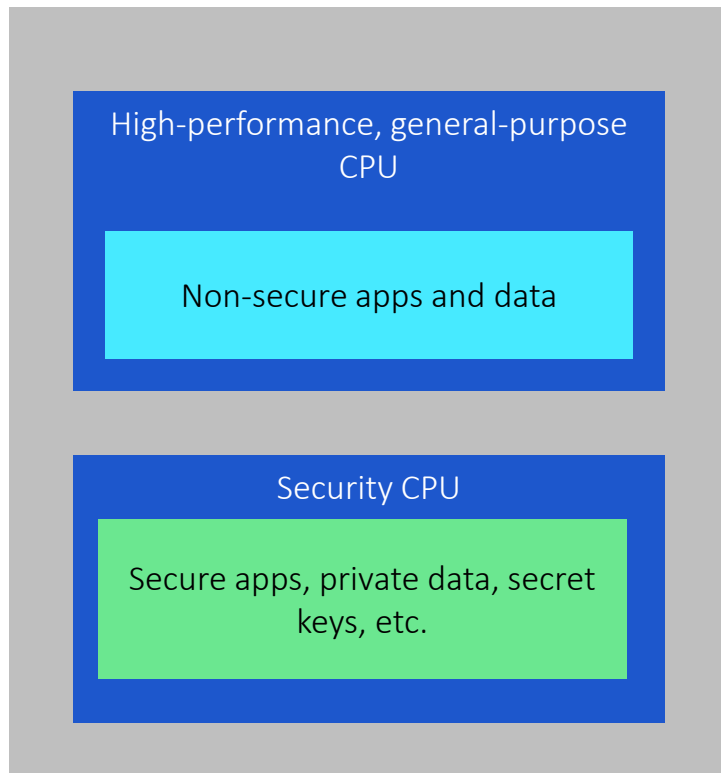 High-performance, general-purpose
CPU
Non-secure apps and data
Security CPU
Secure apps, private data, secret
keys, etc.